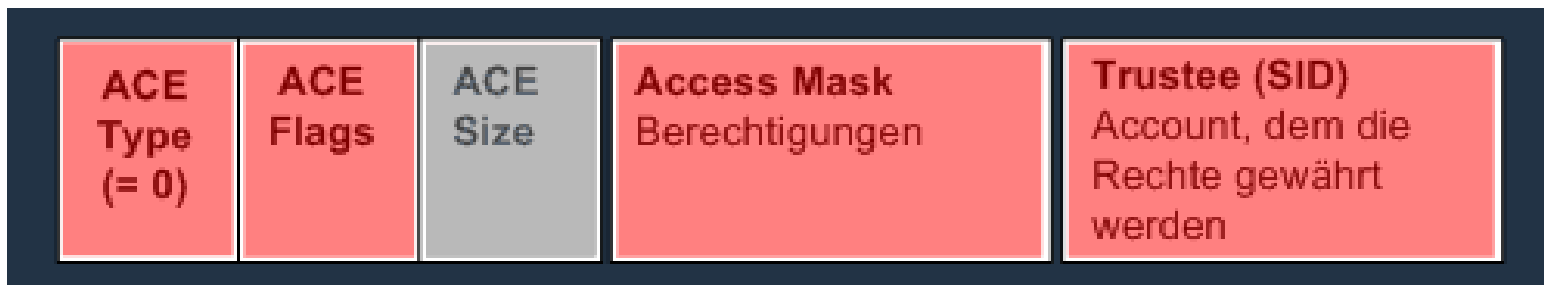 ACE
Type
(= 0)
ACE
Flags
ACE
Size
Access Mask
Berechtigungen
Trustee (SID)
Account, dem die
Rechte gewährt
werden